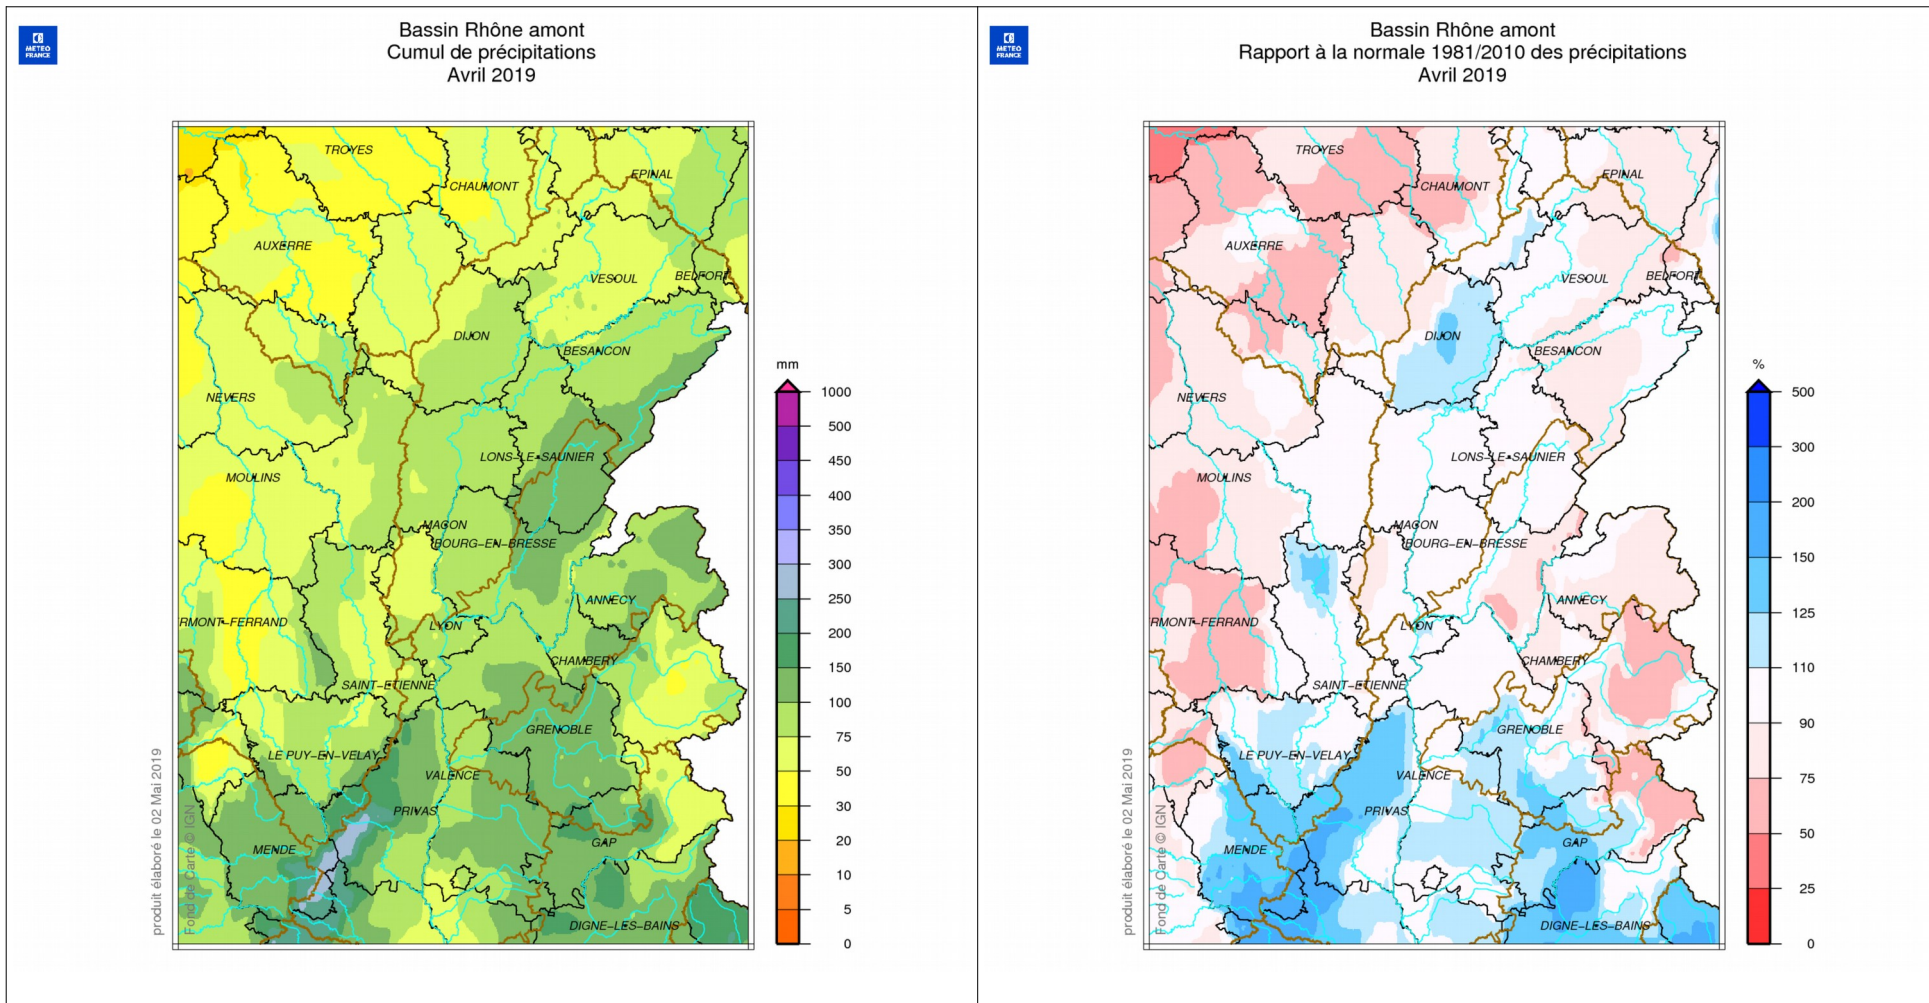 METEO
FRANCE
Bassin Rhône amont
Cumul de précipitations
Avril 2019
TROYES
CHAUMONT
EPINAL
AUXERRE
VESOUL
BELFORT
DIJON
BESANCON
NEVERS
LONS-LE-SAUNIER
MOULINS
MACON
BOURG-EN-BRESSE
ANNECY
RMONT-FERRAND
LYON
CHAMBERY
SAINT-ETIENNE
GRENOBLE
LE PUY-EN-VELAY
VALENCE
PRIVAS
GAP
MENDE
DIGNE-LES-BAINS
mm
1000
500
450
400
350
300
250
200
150
100
75
50
30
20
10
5
0
produit élaboré le 02 Mai 2019
Fond de Carte © IGN
METEO
FRANCE
Bassin Rhône amont
Rapport à la normale 1981/2010 des précipitations
Avril 2019
TROYES
CHAUMONT
EPINAL
AUXERRE
VESOUL
BELFORT
DIJON
BESANCON
NEVERS
LONS-LE-SAUNIER
MOULINS
MACON
BOURG-EN-BRESSE
ANNECY
RMONT-FERRAND
LYON
CHAMBERY
SAINT-ETIENNE
GRENOBLE
LE PUY-EN-VELAY
VALENCE
PRIVAS
GAP
MENDE
DIGNE-LES-BAINS
%
500
300
200
150
125
110
90
75
50
25
0
produit élaboré le 02 Mai 2019
Fond de Carte © IGN